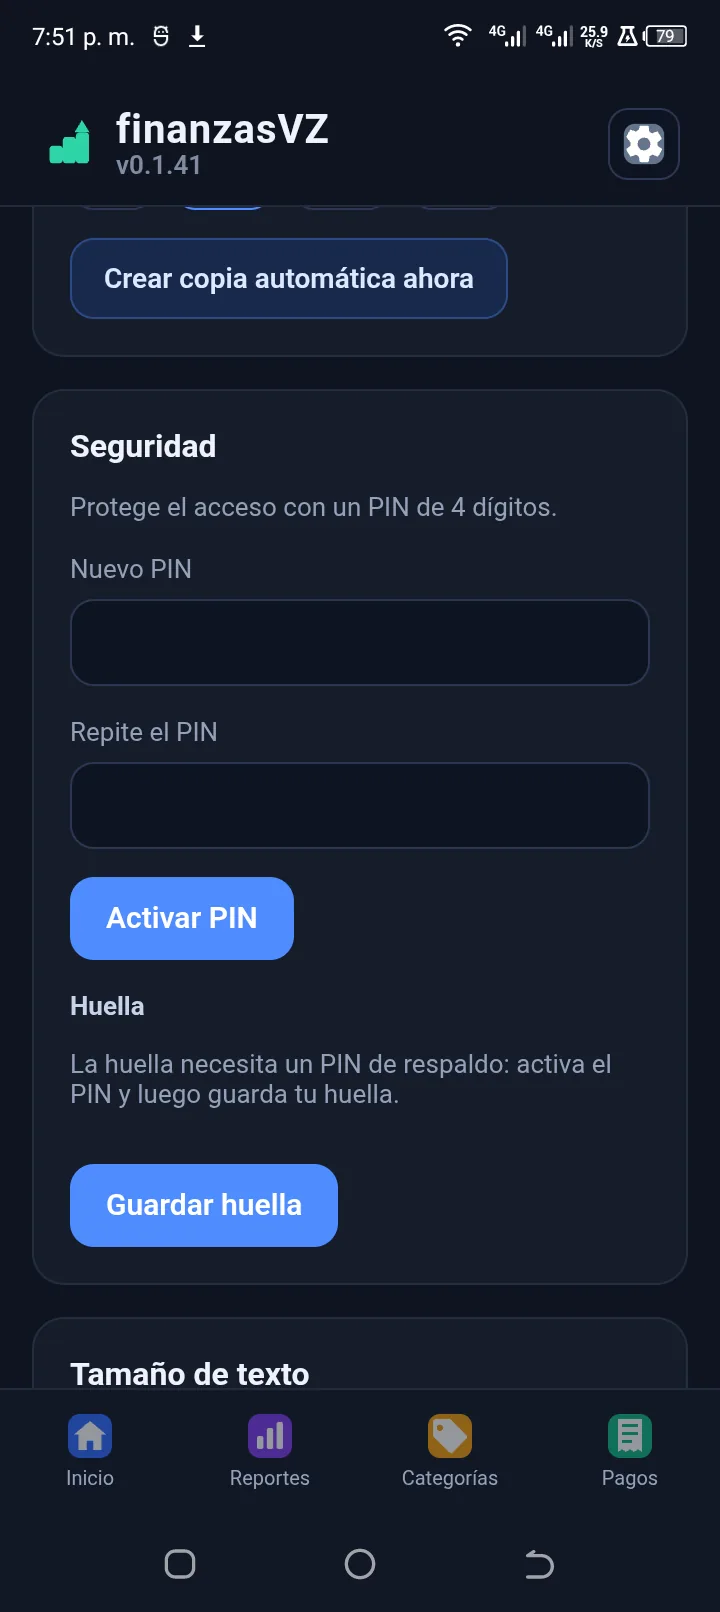 7:51 p. m.
4G 4G 25.9 K/S 79
finanzasVZ
v0.1.41
Crear copia automática ahora
Seguridad
Protege el acceso con un PIN de 4 dígitos.
Nuevo PIN
Repite el PIN
Activar PIN
Huella
La huella necesita un PIN de respaldo: activa el
PIN y luego guarda tu huella.
Guardar huella
Tamaño de texto
Inicio Reportes Categorías Pagos